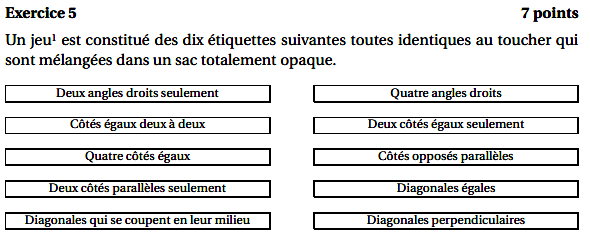 Exercice 5 7 points
Un jeu¹ est constitué des dix étiquettes suivantes toutes identiques au toucher qui
sont mélangées dans un sac totalement opaque.
Deux angles droits seulement Quatre angles droits
Côtés égaux deux à deux Deux côtés égaux seulement
Quatre côtés égaux Côtés opposés parallèles
Deux côtés parallèles seulement Diagonales égales
Diagonales qui se coupent en leur milieu Diagonales perpendiculaires